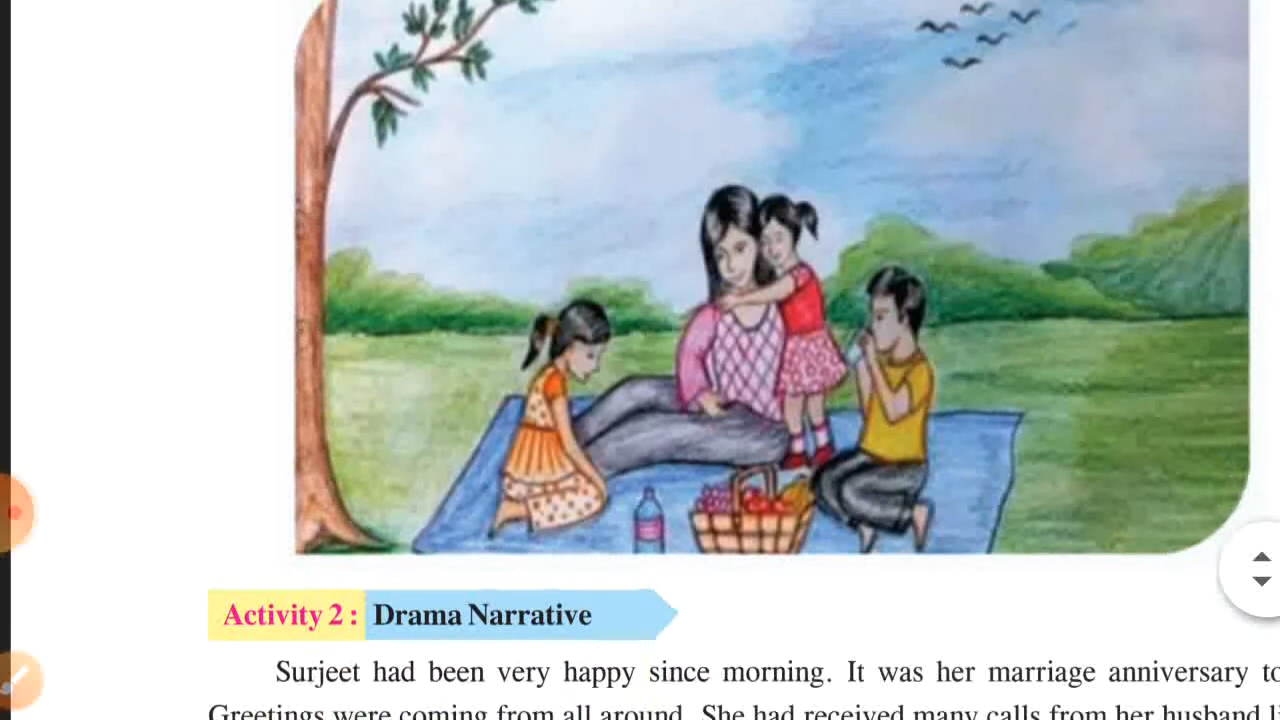 Activity 2 : Drama Narrative
Surjeet had been very happy since morning. It was her marriage anniversary
Greetings were coming from all around. She had received many calls from her husband